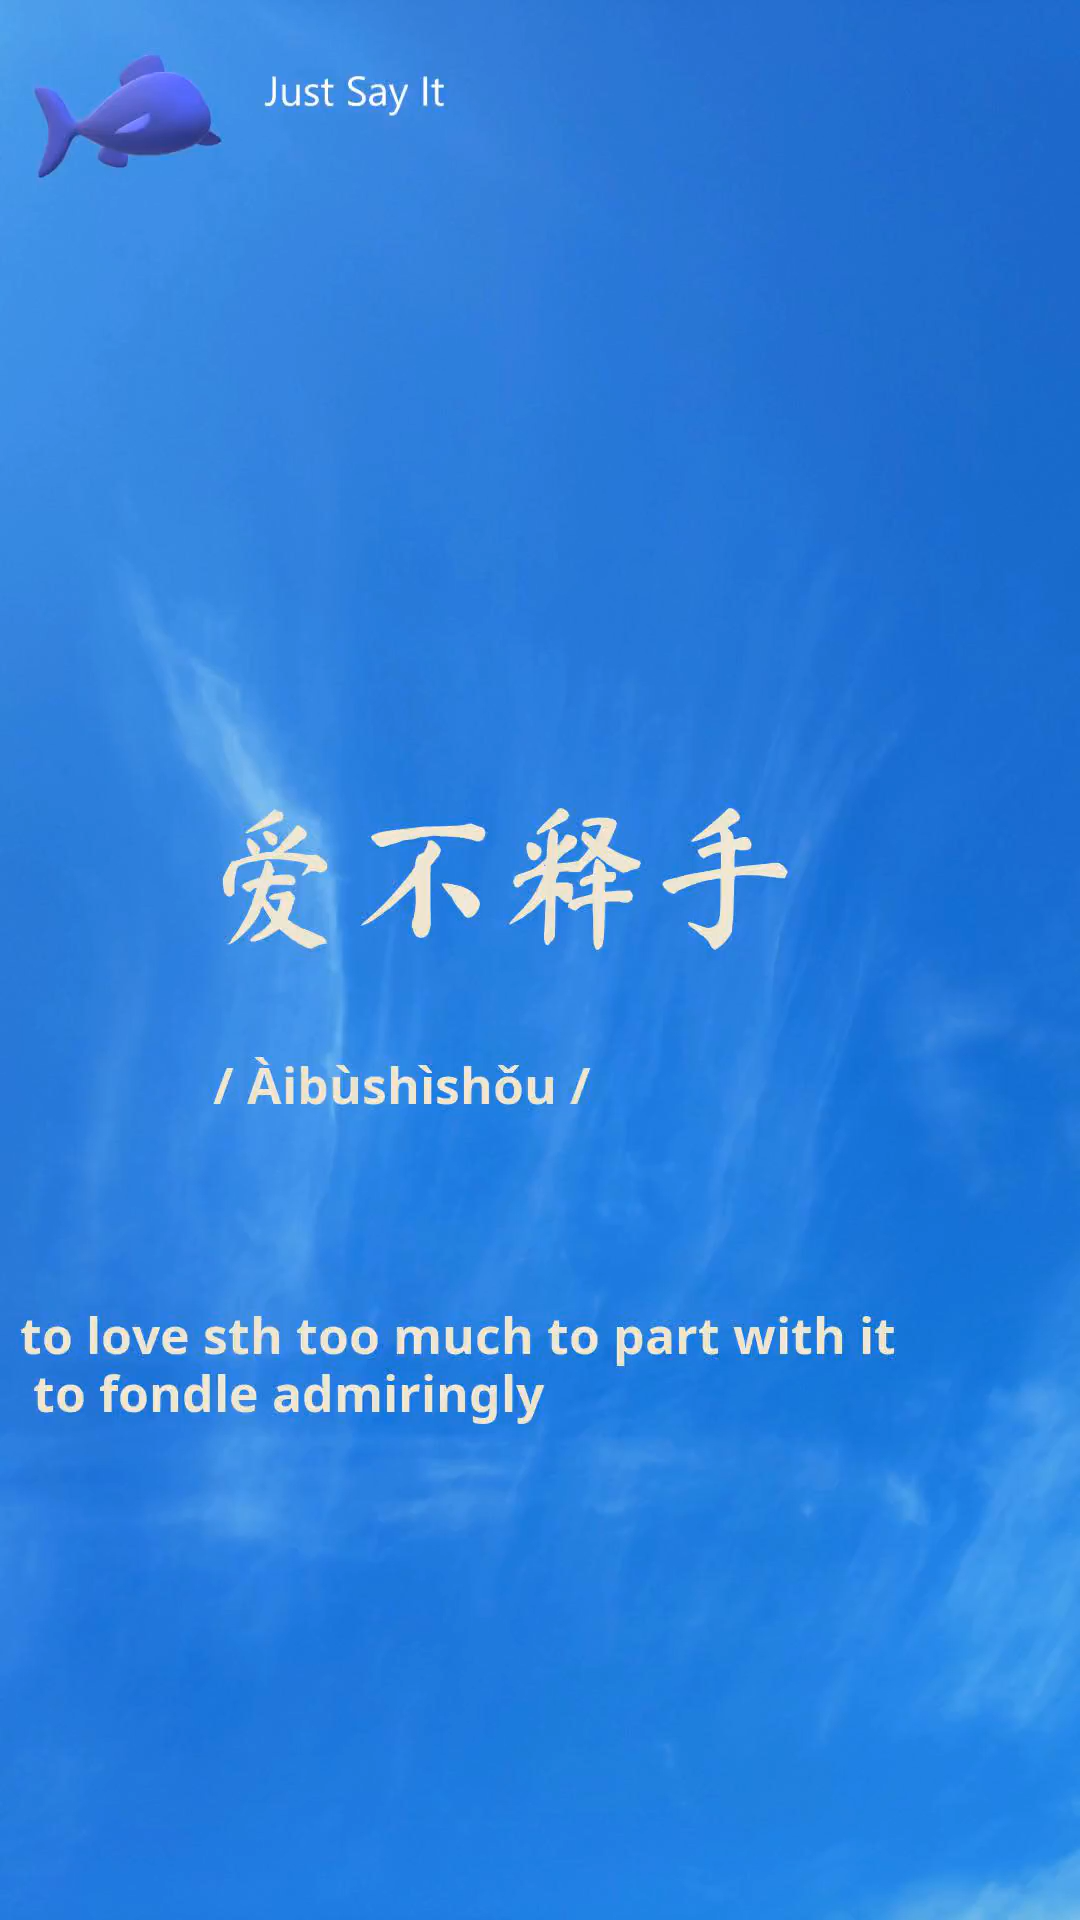 Just Say It
爱不释手
/ Àibùshìshǒu /
to love sth too much to part with it
to fondle admiringly